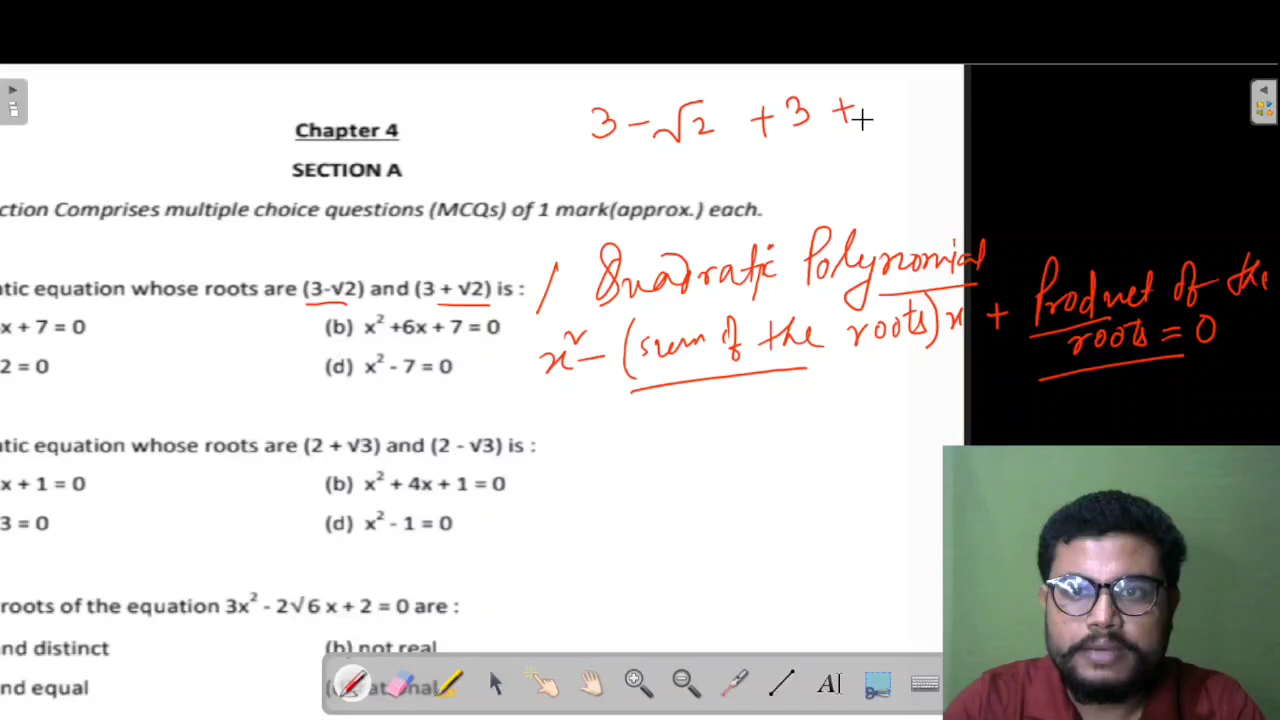 3 - √2 + 3 +
Chapter 4
SECTION A
ction Comprises multiple choice questions (MCQs) of 1 mark(approx.) each.
Quadratic Polynomial
atic equation whose roots are (3-√2) and (3 + √2) is :
x² - (sum of the roots)x + Product of the
roots = 0
x + 7 = 0 (b) x² +6x + 7 = 0
2 = 0 (d) x² - 7 = 0
atic equation whose roots are (2 + √3) and (2 - √3) is :
x + 1 = 0 (b) x² + 4x + 1 = 0
3 = 0 (d) x² - 1 = 0
roots of the equation 3x² - 2√6 x + 2 = 0 are :
nd distinct (b) not real
nd equal
AI